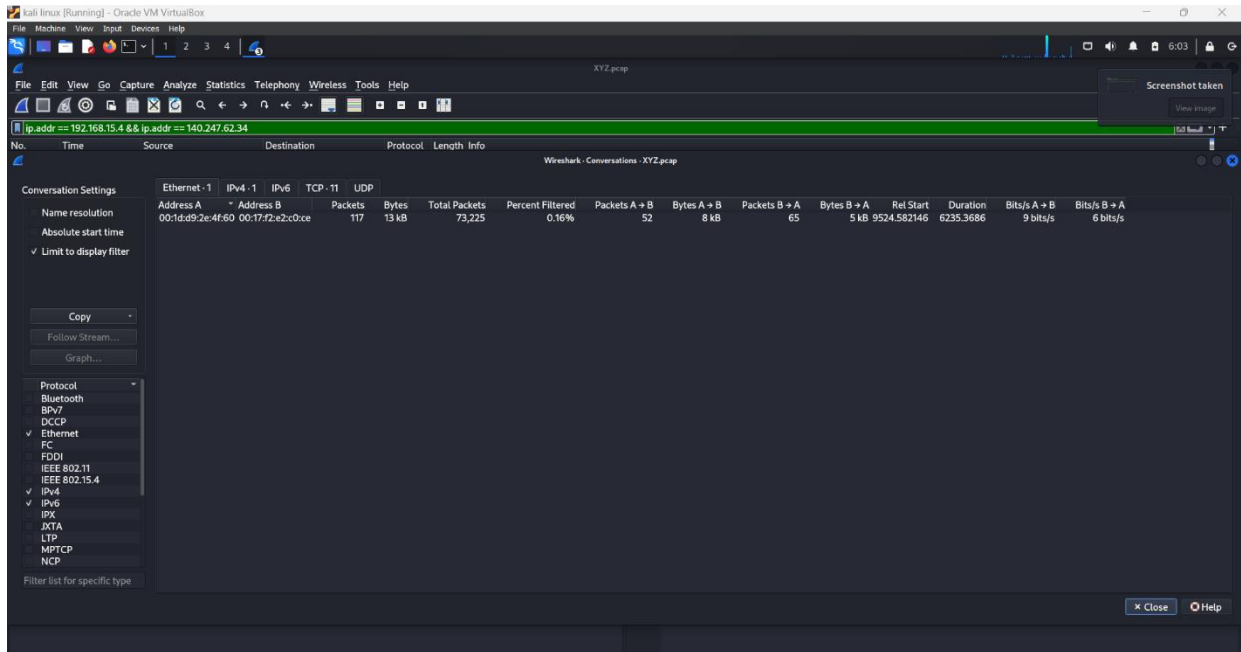 kali linux [Running] - Oracle VM VirtualBox
File Machine View Input Devices Help
1 2 3 4
6:03
XYZ.pcap
File Edit View Go Capture Analyze Statistics Telephony Wireless Tools Help
Screenshot taken
View image
ip.addr == 192.168.15.4 && ip.addr == 140.247.62.34
No. Time Source Destination Protocol Length Info
Wireshark · Conversations · XYZ.pcap
Conversation Settings
Name resolution
Absolute start time
Limit to display filter
Copy
Follow Stream...
Graph...
Protocol
Bluetooth
BPv7
DCCP
Ethernet
FC
FDDI
IEEE 802.11
IEEE 802.15.4
IPv4
IPv6
IPX
JXTA
LTP
MPTCP
NCP
Filter list for specific type
Ethernet · 1 IPv4 · 1 IPv6 TCP · 11 UDP
Address A Address B Packets Bytes Total Packets Percent Filtered Packets A → B Bytes A → B Packets B → A Bytes B → A Rel Start Duration Bits/s A → B Bits/s B → A
00:1d:d9:2e:4f:60 00:17:f2:e2:c0:ce 117 13 kB 73,225 0.16% 52 8 kB 65 5 kB 9524.582146 6235.3686 9 bits/s 6 bits/s
Close Help